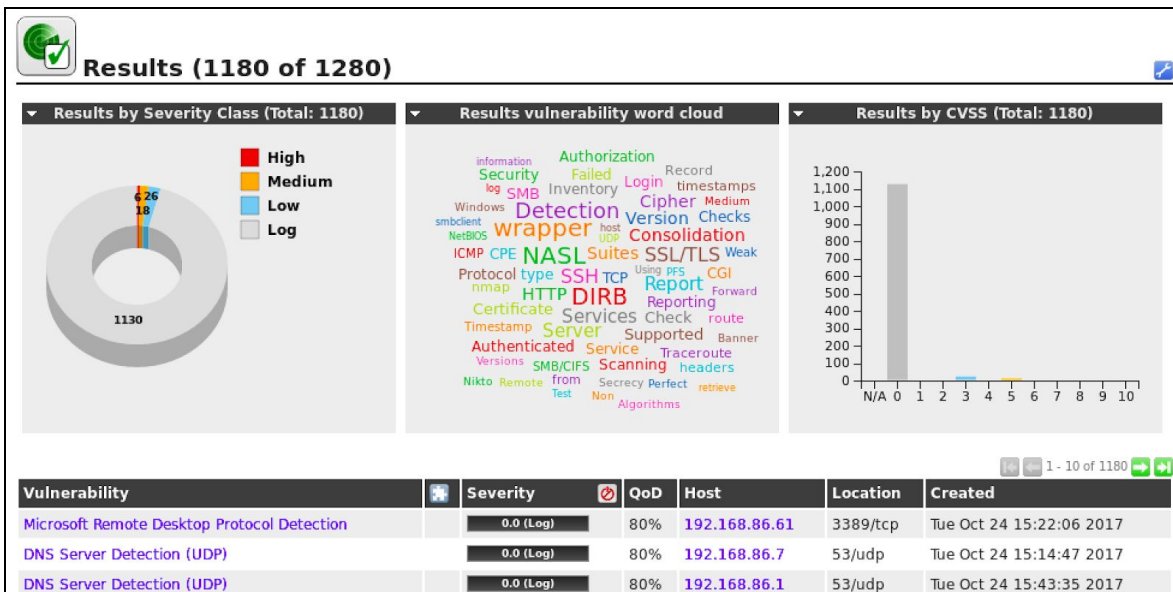 Results (1180 of 1280)
Results by Severity Class (Total: 1180)
High
Medium
Low
Log
6 26
18
1130
Results vulnerability word cloud
information Authorization
Security Failed Record
log SMB Inventory Login timestamps
Windows Detection Cipher Medium
smbclient wrapper host Version Checks
NetBIOS UDP Consolidation
ICMP CPE NASL Suites SSL/TLS Weak
Protocol type SSH TCP Using PFS CGI
nmap HTTP DIRB Report Forward
Certificate Services Check Reporting route
Timestamp Server Supported Banner
Authenticated Service Traceroute
Versions SMB/CIFS Scanning headers
Nikto Remote from Secrecy Perfect retrieve
Test Non Algorithms
Results by CVSS (Total: 1180)
1,200
1,100
1,000
900
800
700
600
500
400
300
200
100
0
N/A 0 1 2 3 4 5 6 7 8 9 10
1 - 10 of 1180
Vulnerability Severity QoD Host Location Created
Microsoft Remote Desktop Protocol Detection 0.0 (Log) 80% 192.168.86.61 3389/tcp Tue Oct 24 15:22:06 2017
DNS Server Detection (UDP) 0.0 (Log) 80% 192.168.86.7 53/udp Tue Oct 24 15:14:47 2017
DNS Server Detection (UDP) 0.0 (Log) 80% 192.168.86.1 53/udp Tue Oct 24 15:43:35 2017